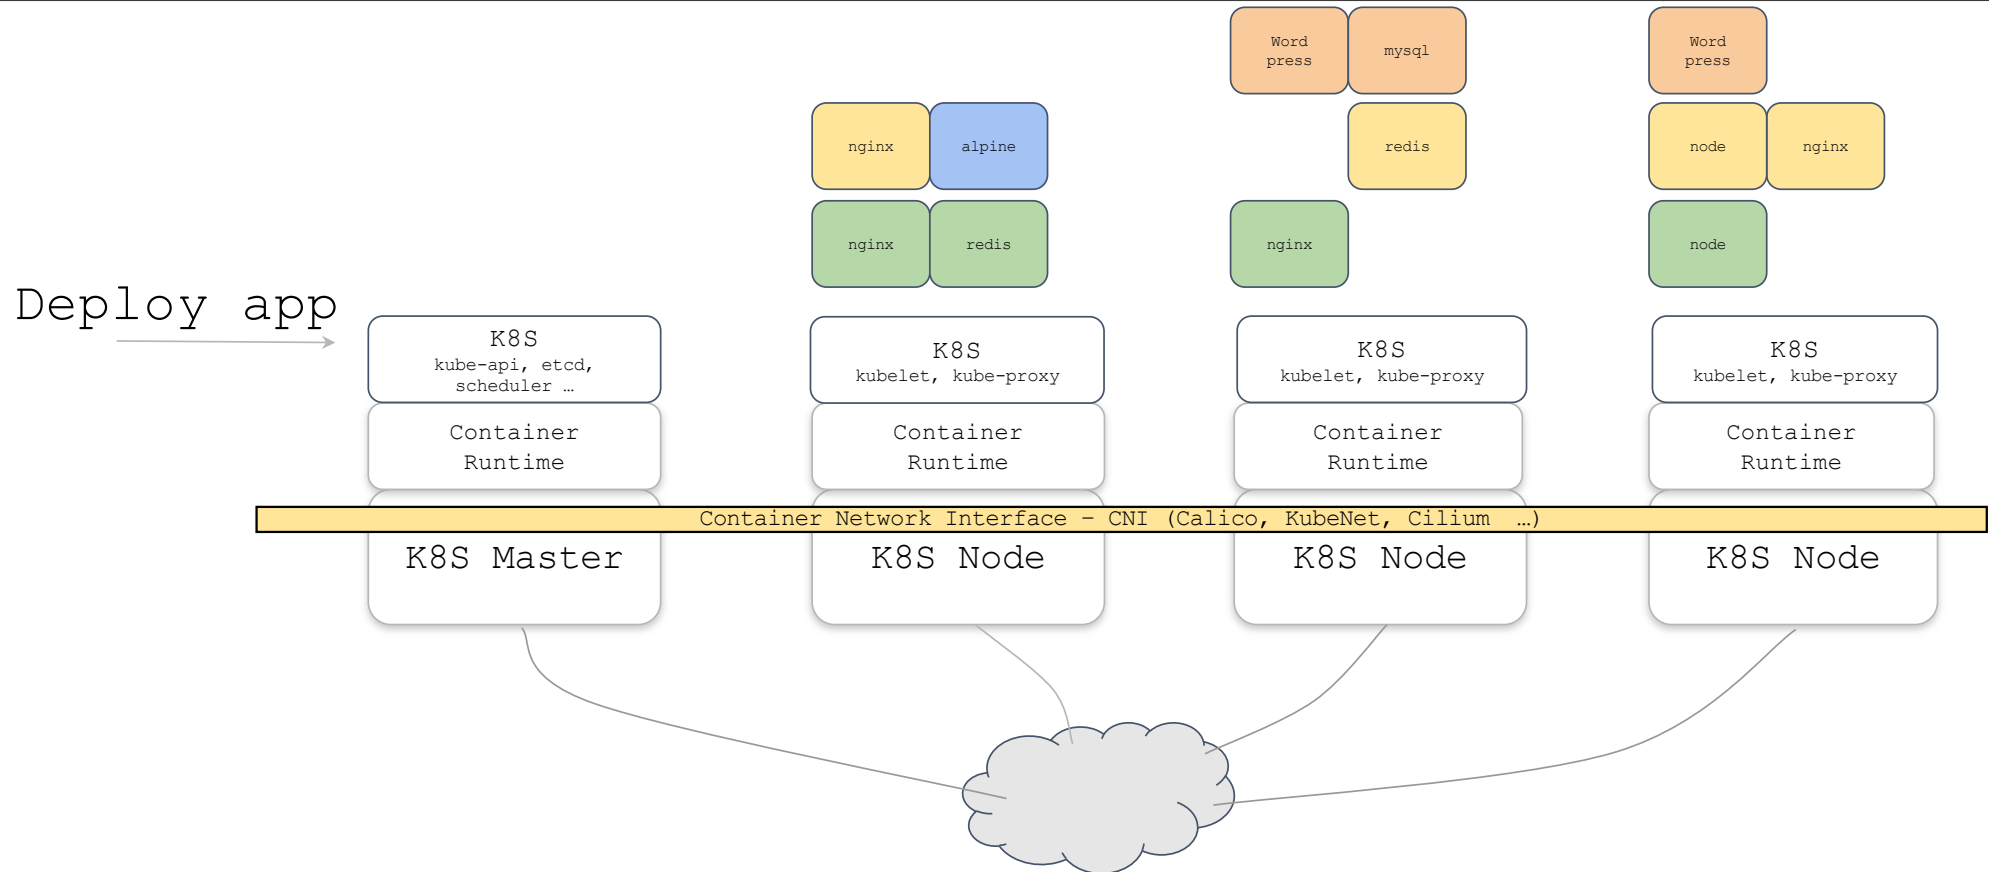 Word
press
mysql
Word
press
nginx
alpine
redis
node
nginx
nginx
redis
nginx
node
Deploy app
K8S
kube-api, etcd,
scheduler …
K8S
kubelet, kube-proxy
K8S
kubelet, kube-proxy
K8S
kubelet, kube-proxy
Container
Runtime
Container
Runtime
Container
Runtime
Container
Runtime
Container Network Interface – CNI (Calico, KubeNet, Cilium …)
K8S Master
K8S Node
K8S Node
K8S Node